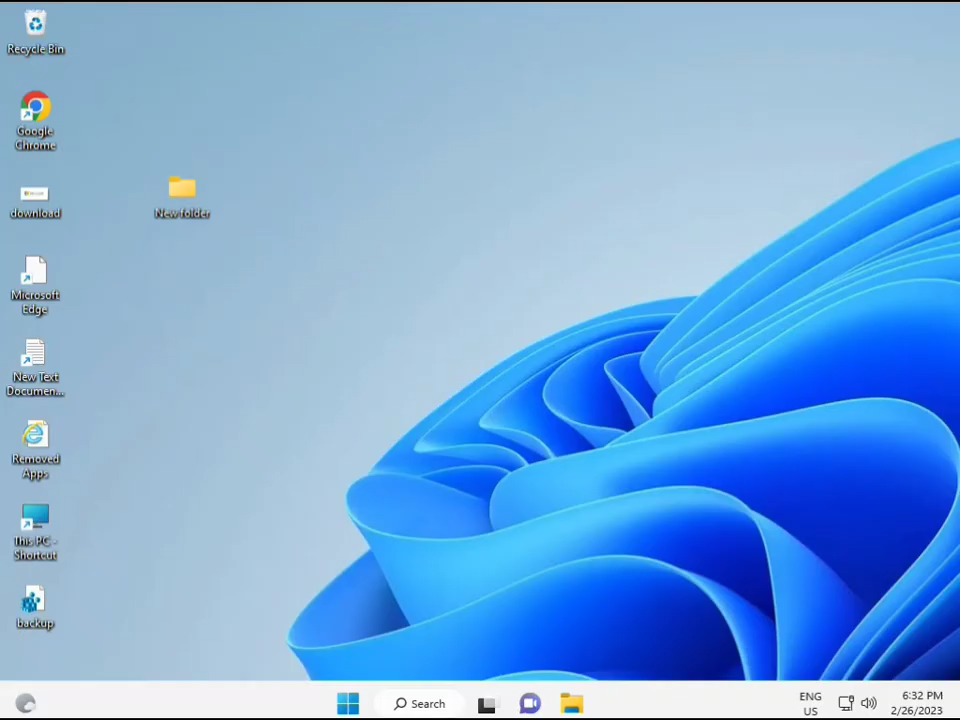 Recycle Bin
Google
Chrome
download
New folder
Microsoft
Edge
New Text
Documen...
Removed
Apps
This PC -
Shortcut
backup
Search
ENG
US
6:32 PM
2/26/2023